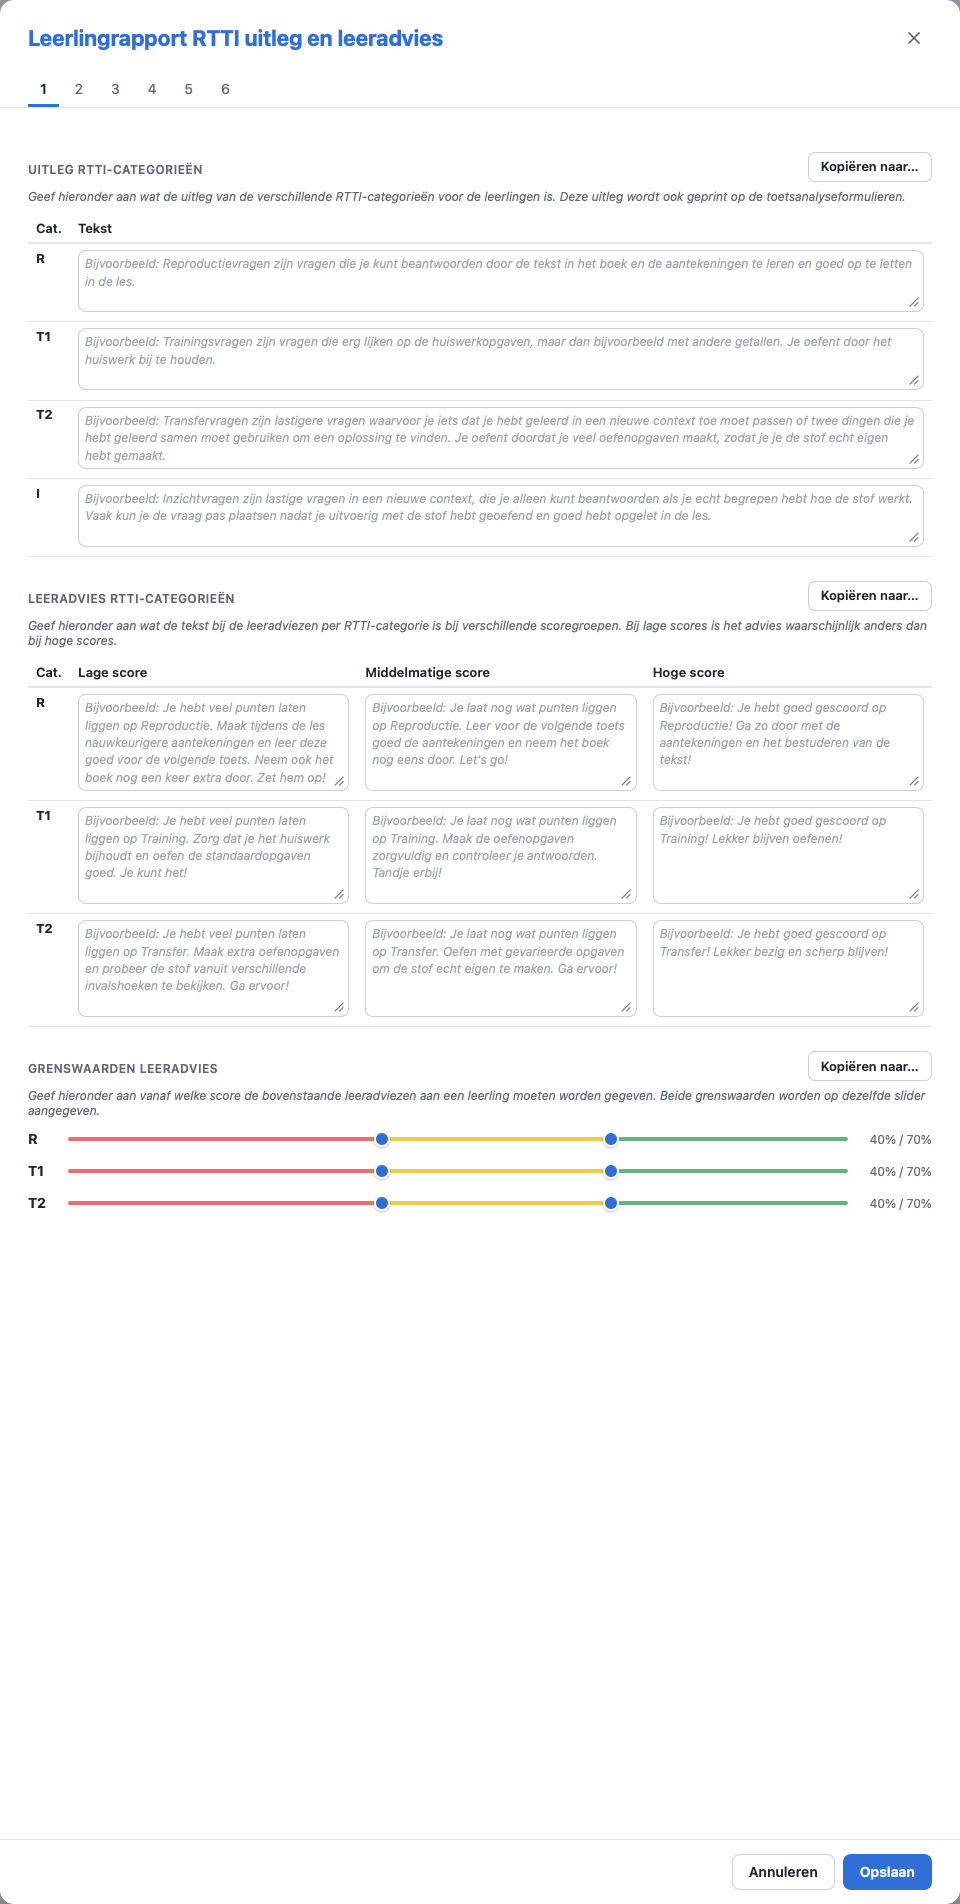 Leerlingrapport RTTI uitleg en leeradvies
1 2 3 4 5 6
UITLEG RTTI-CATEGORIEËN
Kopiëren naar...
Geef hieronder aan wat de uitleg van de verschillende RTTI-categorieën voor de leerlingen is. Deze uitleg wordt ook geprint op de toetsanalyseformulieren.
Cat. Tekst
R
Bijvoorbeeld: Reproductievragen zijn vragen die je kunt beantwoorden door de tekst in het boek en de aantekeningen te leren en goed op te letten
in de les.
T1
Bijvoorbeeld: Trainingsvragen zijn vragen die erg lijken op de huiswerkopgaven, maar dan bijvoorbeeld met andere getallen. Je oefent door het
huiswerk bij te houden.
T2
Bijvoorbeeld: Transfervragen zijn lastigere vragen waarvoor je iets dat je hebt geleerd in een nieuwe context toe moet passen of twee dingen die je
hebt geleerd samen moet gebruiken om een oplossing te vinden. Je oefent doordat je veel oefenopgaven maakt, zodat je je de stof echt eigen
hebt gemaakt.
I
Bijvoorbeeld: Inzichtvragen zijn lastige vragen in een nieuwe context, die je alleen kunt beantwoorden als je echt begrepen hebt hoe de stof werkt.
Vaak kun je de vraag pas plaatsen nadat je uitvoerig met de stof hebt geoefend en goed hebt opgelet in de les.
LEERADVIES RTTI-CATEGORIEËN
Kopiëren naar...
Geef hieronder aan wat de tekst bij de leeradviezen per RTTI-categorie is bij verschillende scoregroepen. Bij lage scores is het advies waarschijnlijk anders dan
bij hoge scores.
Cat. Lage score Middelmatige score Hoge score
R
Bijvoorbeeld: Je hebt veel punten laten
liggen op Reproductie. Maak tijdens de les
nauwkeurigere aantekeningen en leer deze
goed voor de volgende toets. Neem ook het
boek nog een keer extra door. Zet hem op!
Bijvoorbeeld: Je laat nog wat punten liggen
op Reproductie. Leer voor de volgende toets
goed de aantekeningen en neem het boek
nog eens door. Let's go!
Bijvoorbeeld: Je hebt goed gescoord op
Reproductie! Ga zo door met de
aantekeningen en het bestuderen van de
tekst!
T1
Bijvoorbeeld: Je hebt veel punten laten
liggen op Training. Zorg dat je het huiswerk
bijhoudt en oefen de standaardopgaven
goed. Je kunt het!
Bijvoorbeeld: Je laat nog wat punten liggen
op Training. Maak de oefenopgaven
zorgvuldig en controleer je antwoorden.
Tandje erbij!
Bijvoorbeeld: Je hebt goed gescoord op
Training! Lekker blijven oefenen!
T2
Bijvoorbeeld: Je hebt veel punten laten
liggen op Transfer. Maak extra oefenopgaven
en probeer de stof vanuit verschillende
invalshoeken te bekijken. Ga ervoor!
Bijvoorbeeld: Je laat nog wat punten liggen
op Transfer. Oefen met gevarieerde opgaven
om de stof echt eigen te maken. Ga ervoor!
Bijvoorbeeld: Je hebt goed gescoord op
Transfer! Lekker bezig en scherp blijven!
GRENSWAARDEN LEERADVIES
Kopiëren naar...
Geef hieronder aan vanaf welke score de bovenstaande leeradviezen aan een leerling moeten worden gegeven. Beide grenswaarden worden op dezelfde slider
aangegeven.
R 40% / 70%
T1 40% / 70%
T2 40% / 70%
Annuleren Opslaan